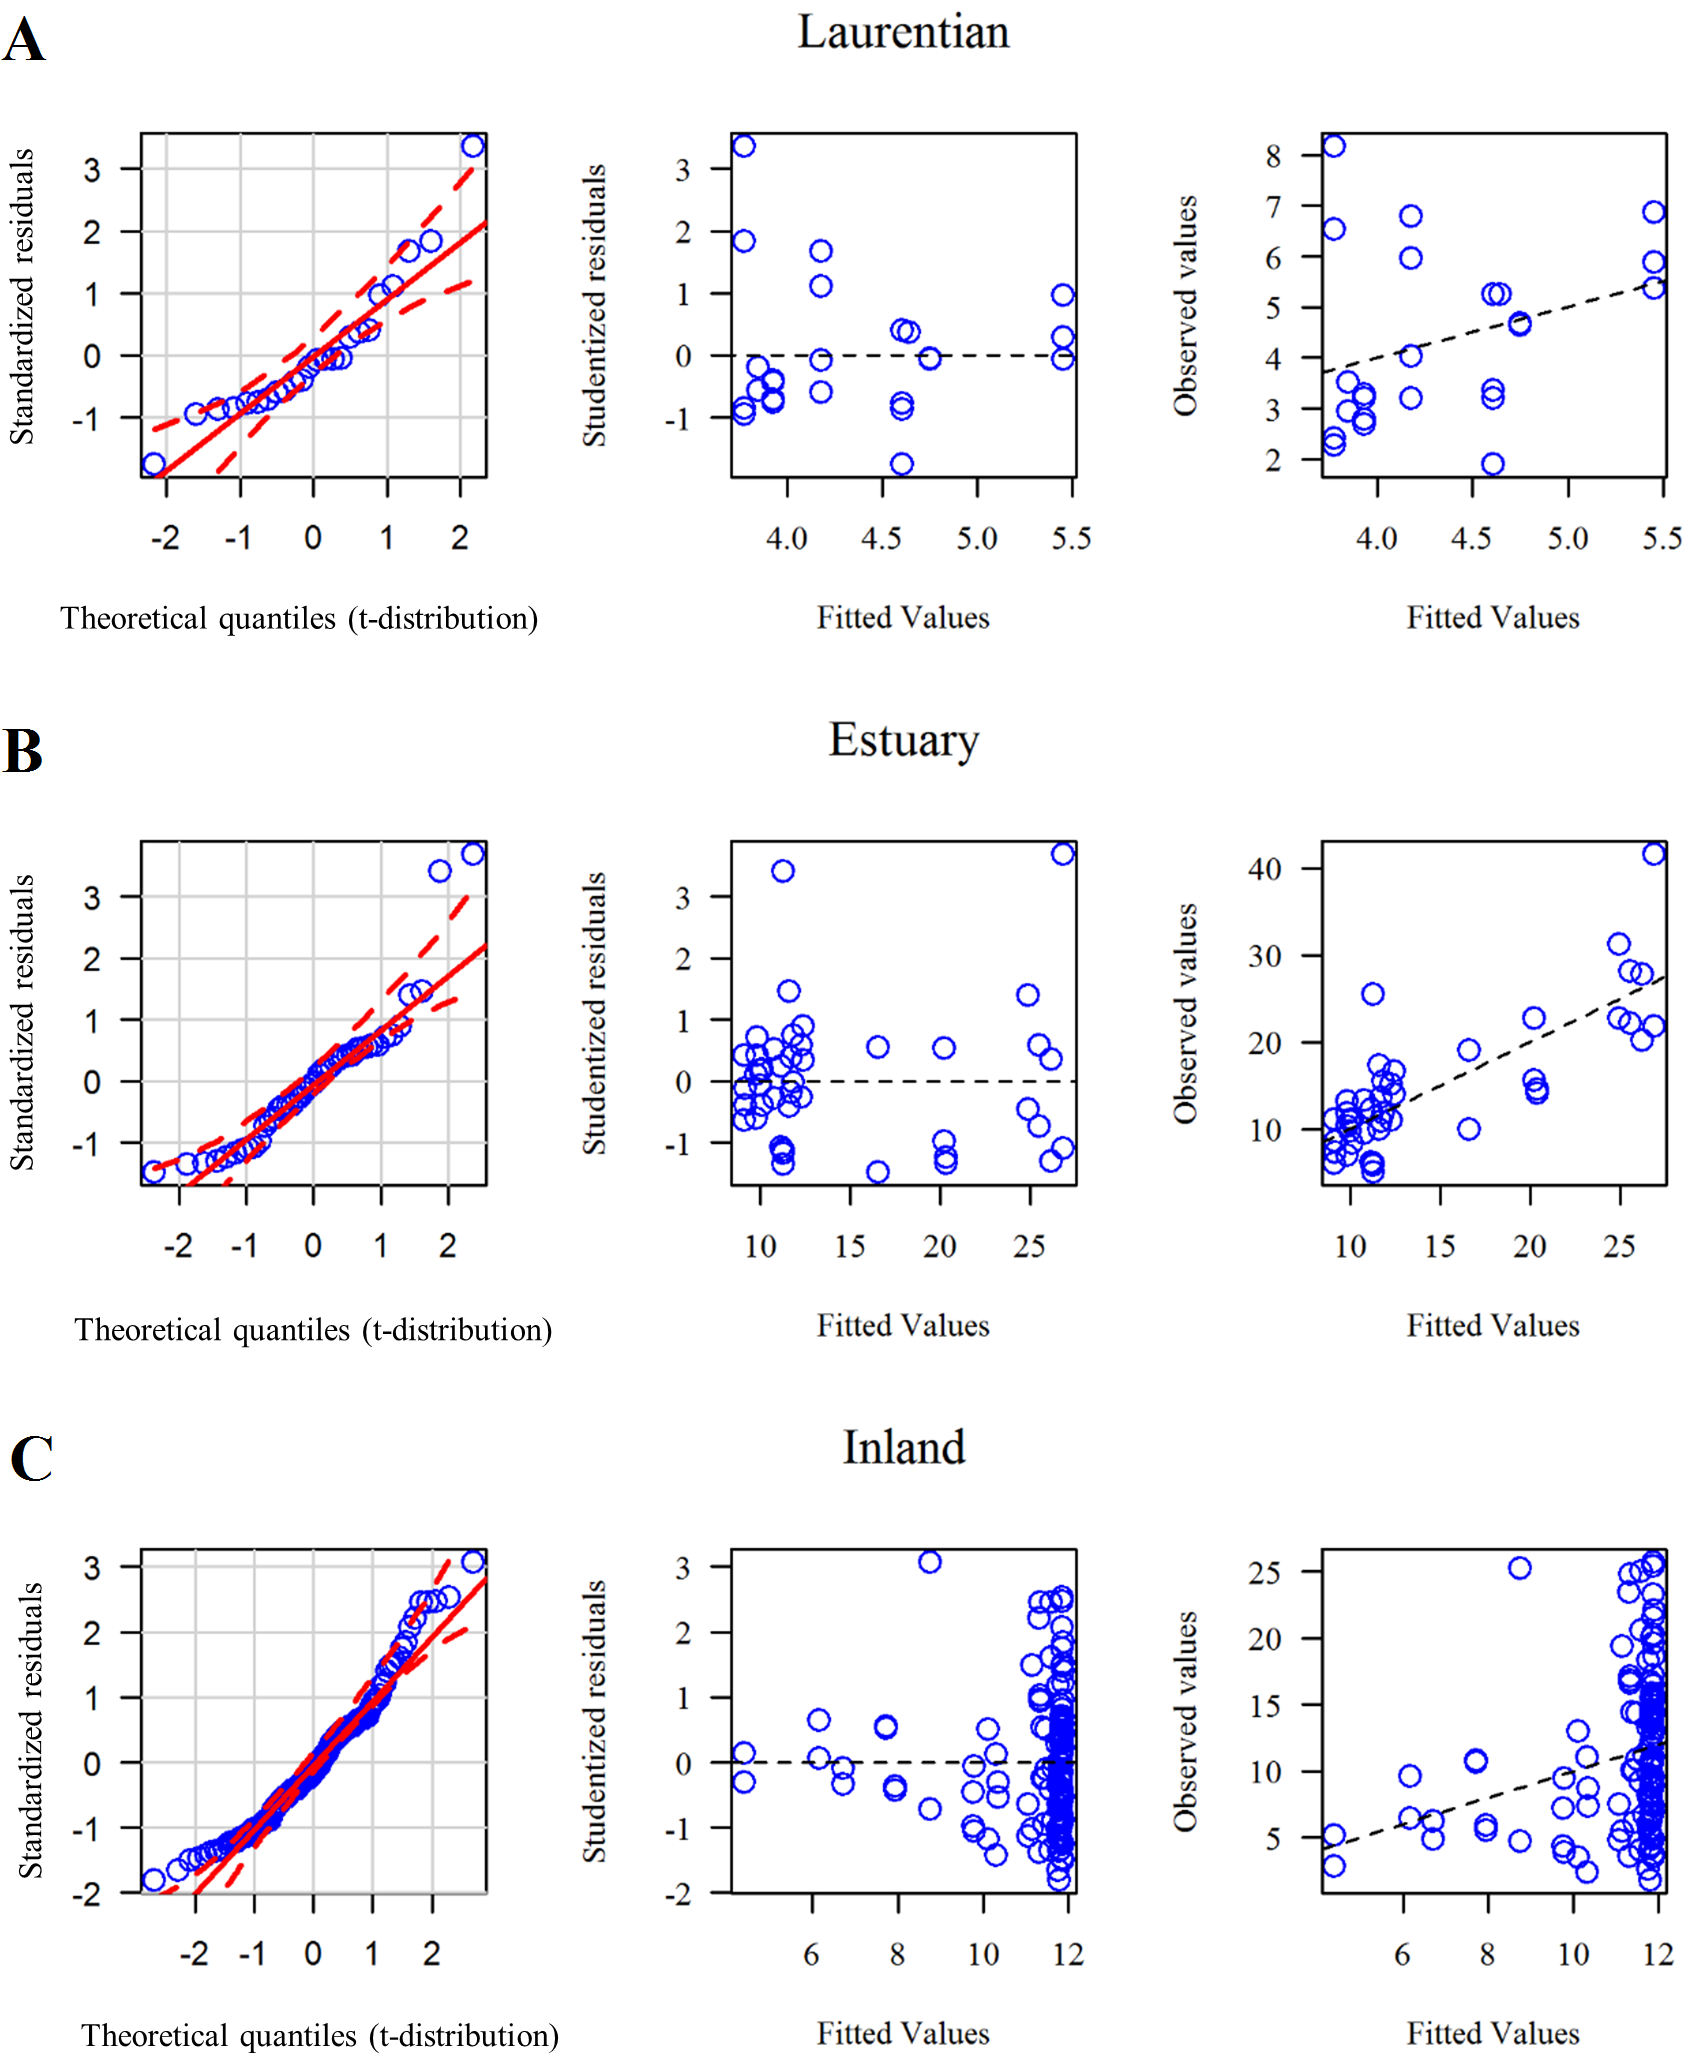 A
Laurentian
Standardized residuals
3
2
1
0
-1
-2 -1 0 1 2
Theoretical quantiles (t-distribution)
Studentized residuals
3
2
1
0
-1
4.0 4.5 5.0 5.5
Fitted Values
Observed values
8
7
6
5
4
3
2
4.0 4.5 5.0 5.5
Fitted Values
B
Estuary
Standardized residuals
3
2
1
0
-1
-2 -1 0 1 2
Theoretical quantiles (t-distribution)
Studentized residuals
3
2
1
0
-1
10 15 20 25
Fitted Values
Observed values
40
30
20
10
10 15 20 25
Fitted Values
C
Inland
Standardized residuals
3
2
1
0
-1
-2
-2 -1 0 1 2
Theoretical quantiles (t-distribution)
Studentized residuals
3
2
1
0
-1
-2
6 8 10 12
Fitted Values
Observed values
25
20
15
10
5
6 8 10 12
Fitted Values